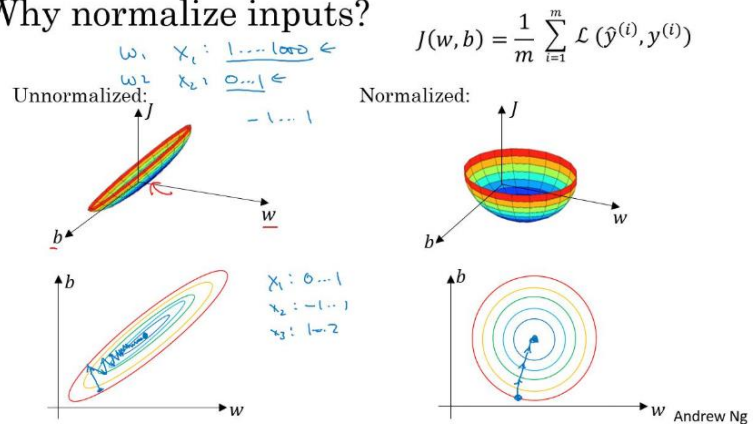 Why normalize inputs?
w₁ x₁: 1....1000 ←
w2 x₂: 0...1 ←
-1...1
J(w, b) = 1/m ∑ᵢ₌₁ᵐ ℒ(ŷ⁽ⁱ⁾, y⁽ⁱ⁾)
Unnormalized:
J
w
b
Normalized:
J
w
b
b
w
x₁: 0...1
x₂: -1..1
x₃: 1..2
b
w
Andrew Ng